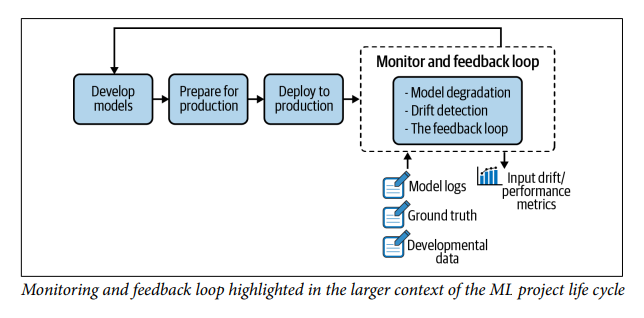 Monitor and feedback loop
Develop
models
Prepare for
production
Deploy to
production
- Model degradation
- Drift detection
- The feedback loop
Model logs
Ground truth
Developmental
data
Input drift/
performance
metrics
Monitoring and feedback loop highlighted in the larger context of the ML project life cycle